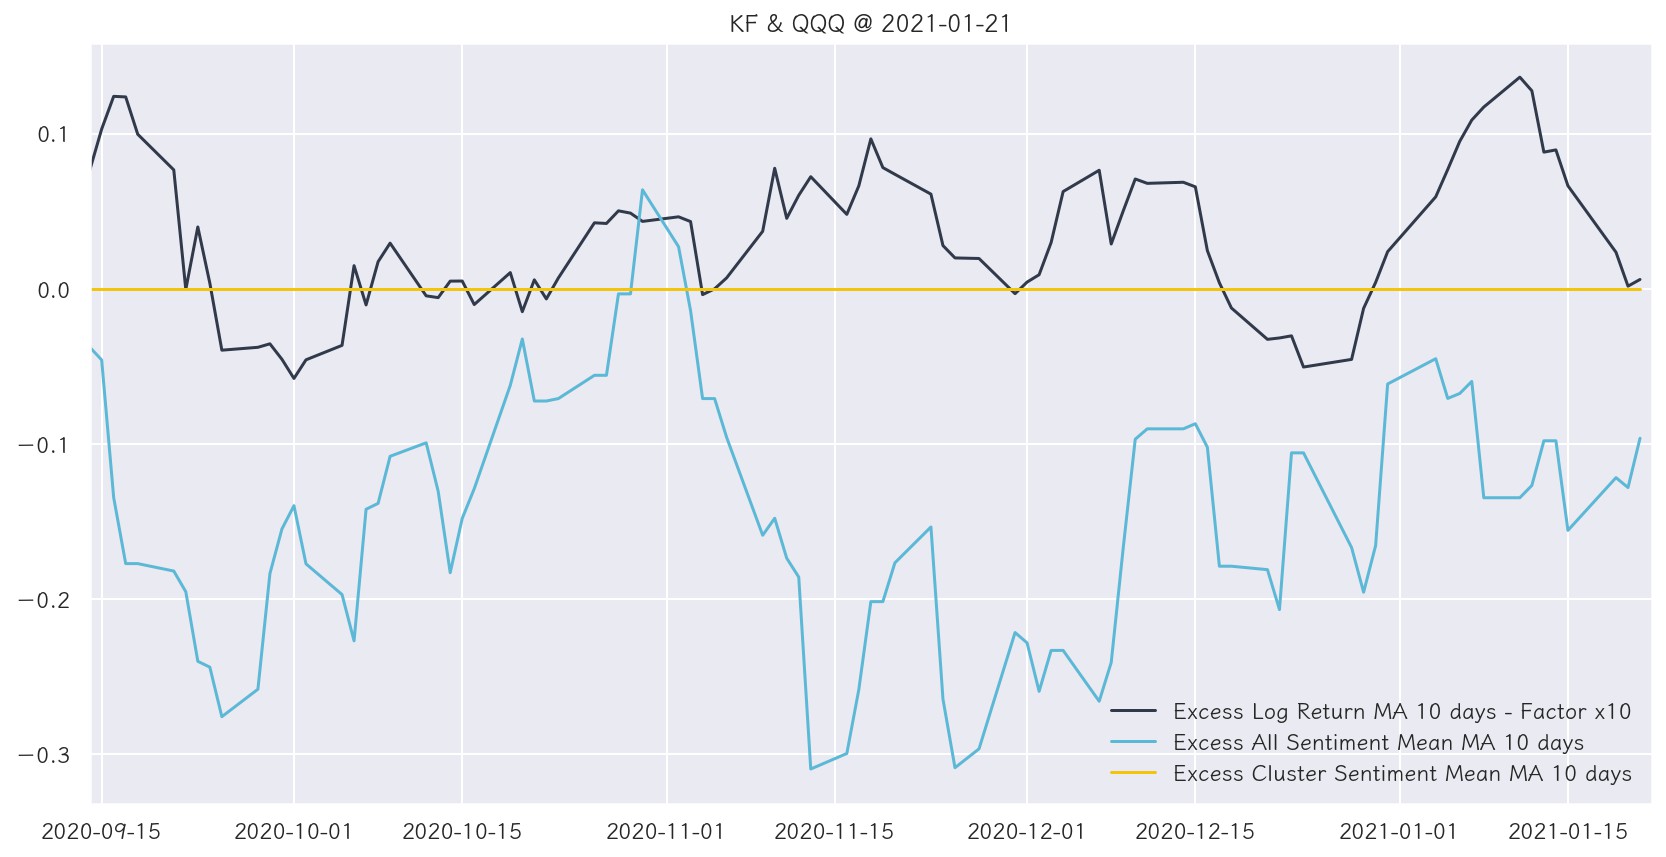 KF & QQQ @ 2021-01-21
0.1
0.0
−0.1
−0.2
−0.3
Excess Log Return MA 10 days - Factor x10
Excess All Sentiment Mean MA 10 days
Excess Cluster Sentiment Mean MA 10 days
2020-09-15 2020-10-01 2020-10-15 2020-11-01 2020-11-15 2020-12-01 2020-12-15 2021-01-01 2021-01-15